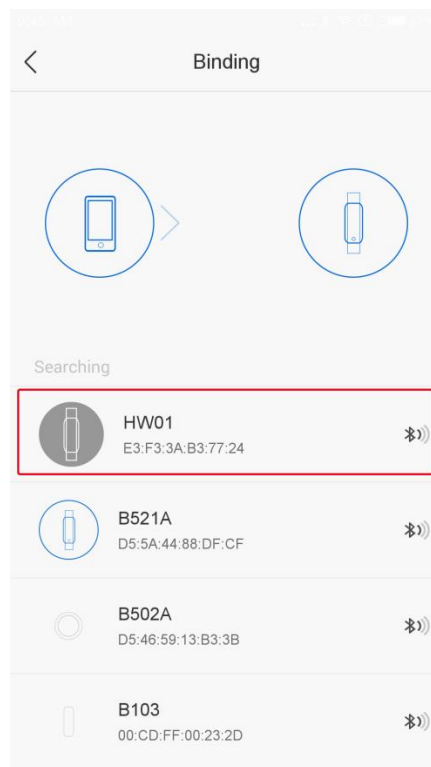 Binding
Searching
HW01
E3:F3:3A:B3:77:24
B521A
D5:5A:44:88:DF:CF
B502A
D5:46:59:13:B3:3B
B103
00:CD:FF:00:23:2D